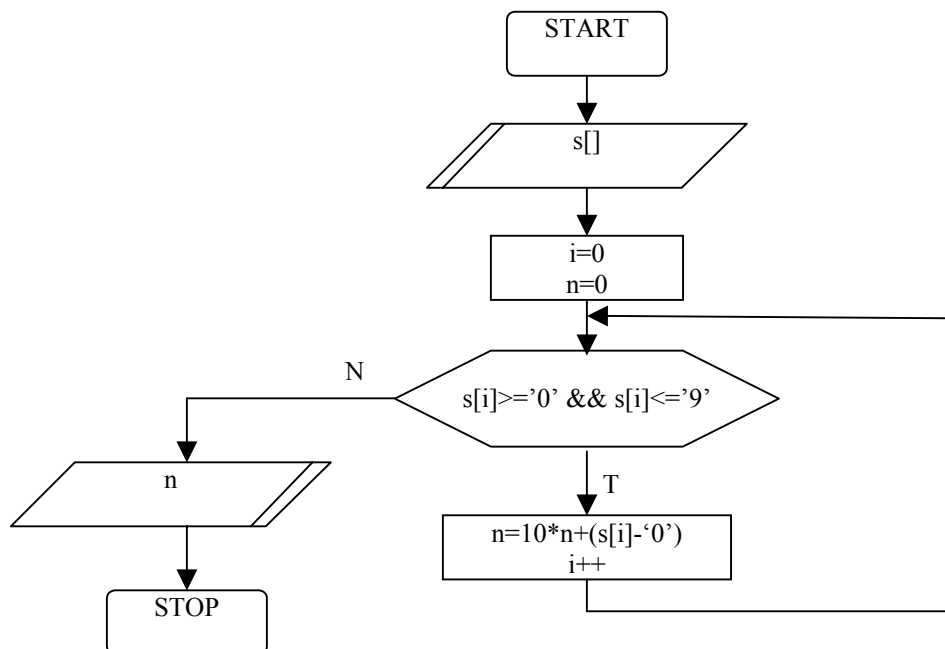 START
s[]
i=0
n=0
N
s[i]>=’0’ && s[i]<=’9’
n
T
n=10*n+(s[i]-‘0’)
i++
STOP